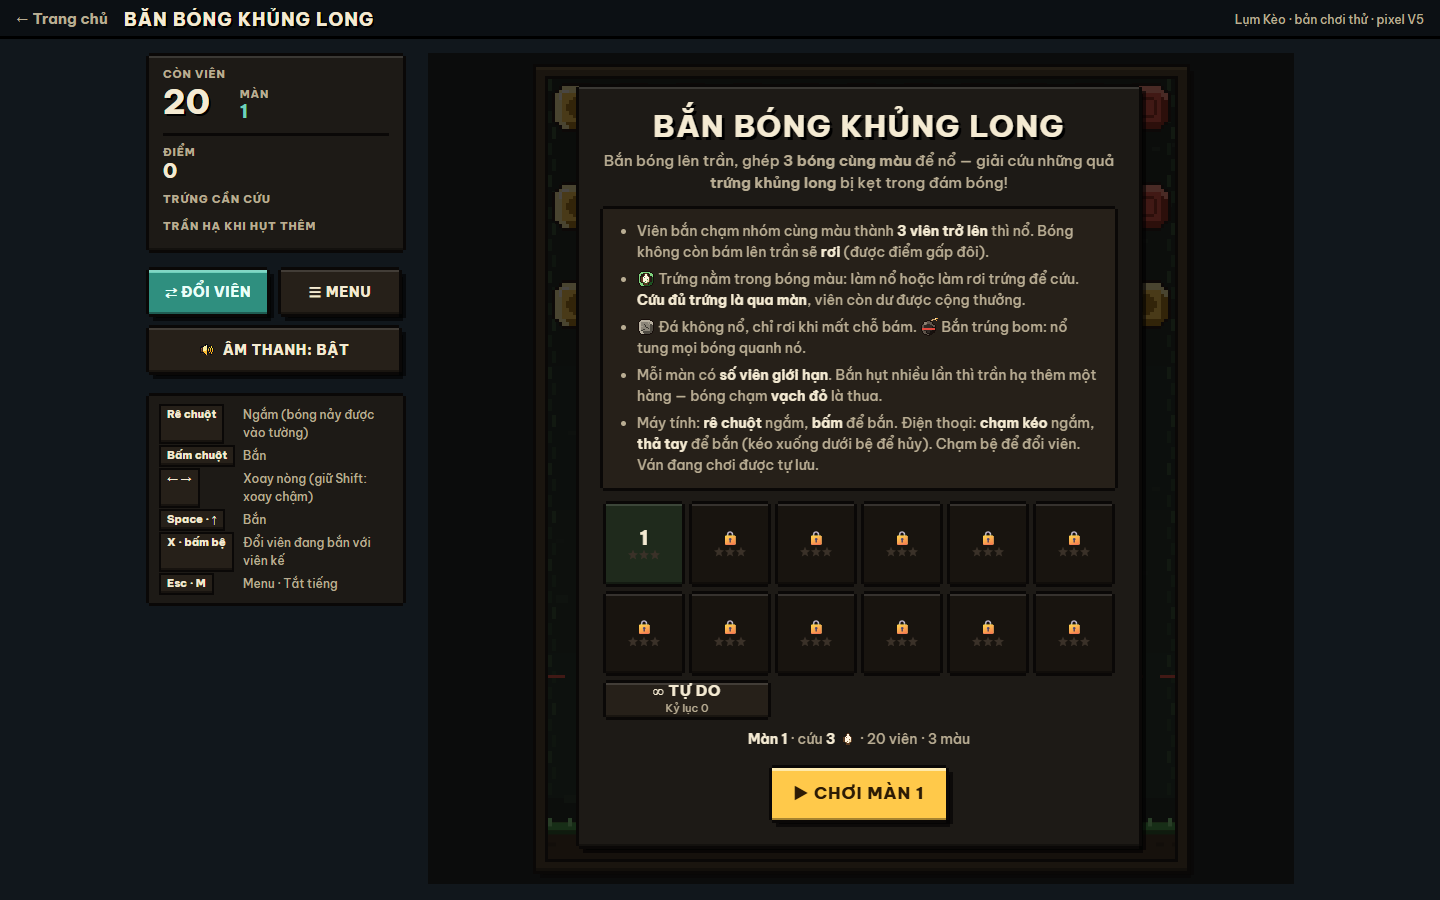 ← Trang chủ BẮN BÓNG KHỦNG LONG
Lụm Kèo · bản chơi thử · pixel V5
CÒN VIÊN
20
MÀN
1
ĐIỂM
0
TRỨNG CẦN CỨU
TRẦN HẠ KHI HỤT THÊM
⇄ ĐỔI VIÊN
☰ MENU
ÂM THANH: BẬT
Rê chuột Ngắm (bóng nảy được
vào tường)
Bấm chuột Bắn
←→ Xoay nòng (giữ Shift:
xoay chậm)
Space · ↑ Bắn
X · bấm bệ Đổi viên đang bắn với
viên kế
Esc · M Menu · Tắt tiếng
BẮN BÓNG KHỦNG LONG
Bắn bóng lên trần, ghép 3 bóng cùng màu để nổ — giải cứu những quả
trứng khủng long bị kẹt trong đám bóng!
• Viên bắn chạm nhóm cùng màu thành 3 viên trở lên thì nổ. Bóng
không còn bám lên trần sẽ rơi (được điểm gấp đôi).
• Trứng nằm trong bóng màu: làm nổ hoặc làm rơi trứng để cứu.
Cứu đủ trứng là qua màn, viên còn dư được cộng thưởng.
• Đá không nổ, chỉ rơi khi mất chỗ bám. Bắn trúng bom: nổ
tung mọi bóng quanh nó.
• Mỗi màn có số viên giới hạn. Bắn hụt nhiều lần thì trần hạ thêm một
hàng — bóng chạm vạch đỏ là thua.
• Máy tính: rê chuột ngắm, bấm để bắn. Điện thoại: chạm kéo ngắm,
thả tay để bắn (kéo xuống dưới bệ để hủy). Chạm bệ để đổi viên.
Ván đang chơi được tự lưu.
1
★★★ ★★★ ★★★ ★★★ ★★★ ★★★
★★★ ★★★ ★★★ ★★★ ★★★ ★★★
∞ TỰ DO
Kỷ lục 0
Màn 1 · cứu 3 · 20 viên · 3 màu
▶ CHƠI MÀN 1